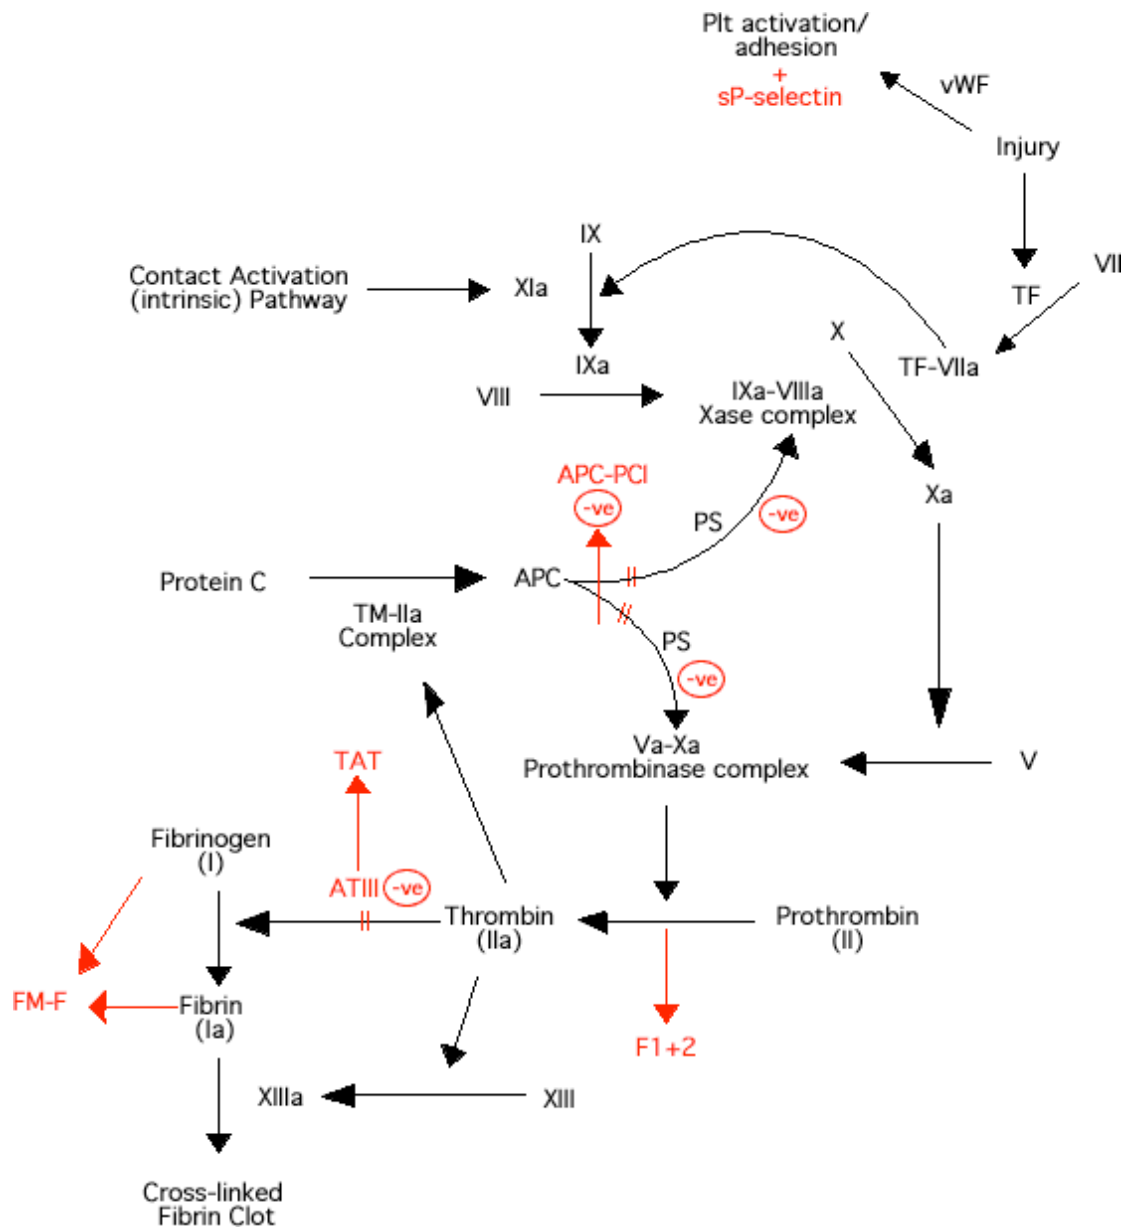 Plt activation/
adhesion
+
sP-selectin
vWF
Injury
IX
VII
Contact Activation
(intrinsic) Pathway
XIa
TF
X
IXa
TF-VIIa
VIII
IXa-VIIIa
Xase complex
APC-PCI
-ve
Xa
PS
-ve
Protein C
APC
TM-IIa
Complex
PS
-ve
Va-Xa
Prothrombinase complex
V
TAT
Fibrinogen
(I)
ATIII
-ve
Thrombin
(IIa)
Prothrombin
(II)
FM-F
Fibrin
(Ia)
F1+2
XIIIa
XIII
Cross-linked
Fibrin Clot